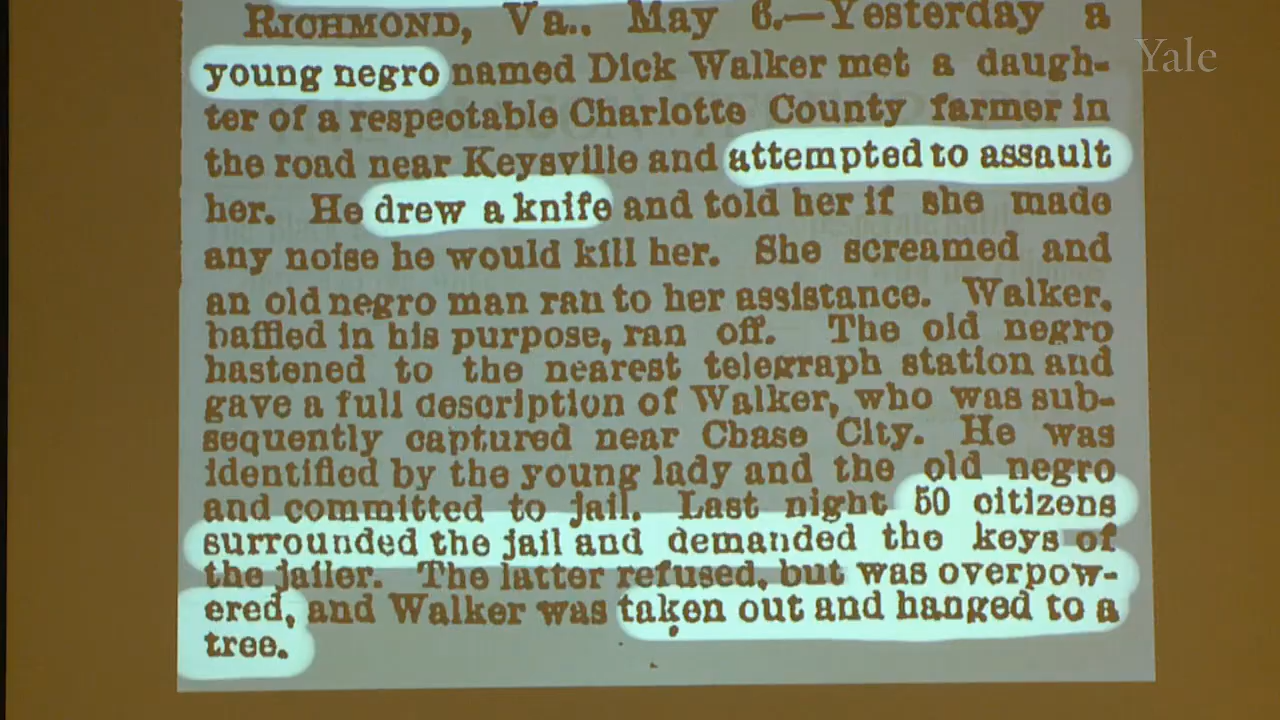 RICHMOND, Va.. May 6.—Yesterday a
Yale
young negro named Dick Walker met a daugh-
ter of a respectable Charlotte County farmer in
the road near Keysville and attempted to assault
her. He drew a knife and told her if she made
any noise he would kill her. She screamed and
an old negro man ran to her assistance. Walker,
baffled in his purpose, ran off. The old negro
hastened to the nearest telegraph station and
gave a full description of Walker, who was sub-
sequently captured near Chase City. He was
identified by the young lady and the old negro
and committed to jail. Last night 50 citizens
surrounded the jail and demanded the keys of
the jailer. The latter refused, but was overpow-
ered, and Walker was taken out and hanged to a
tree.